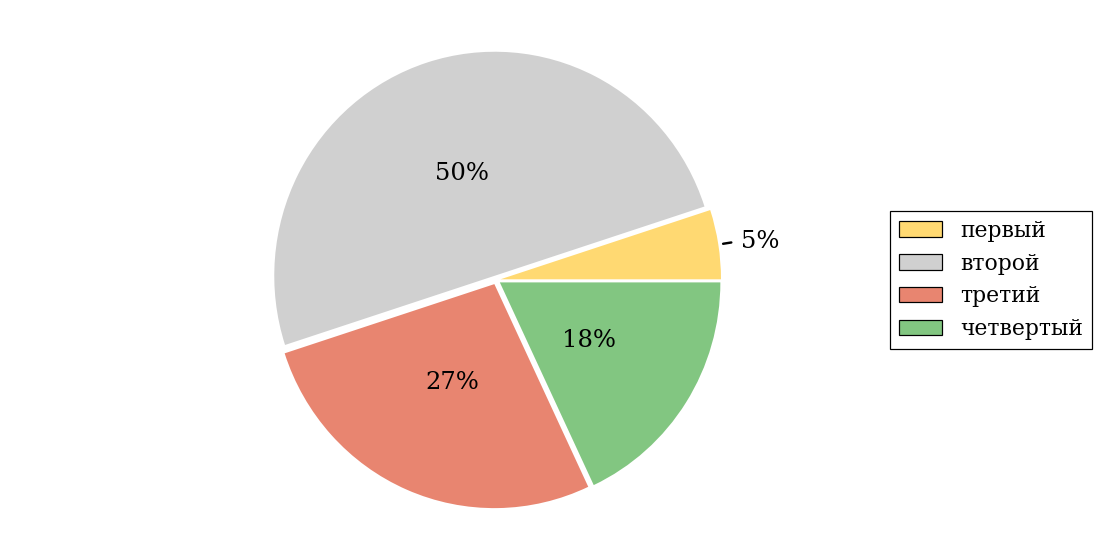 50%
5%
18%
27%
первый
второй
третий
четвертый